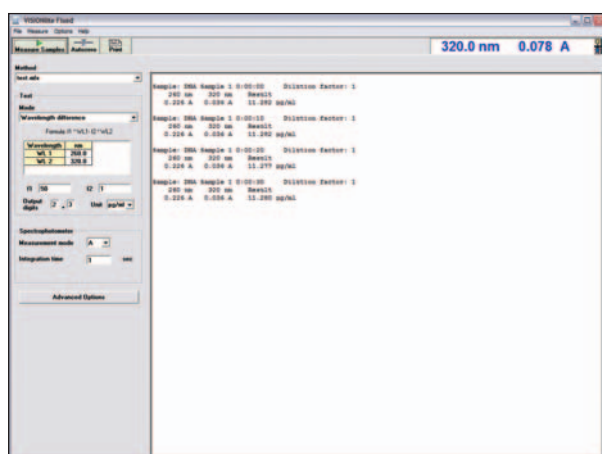 VISIONlite Fixed
File Measure Options Help
Measure Samples Autozero Print
320.0 nm 0.078 A
Method
test.mfx
Test
Mode
Wavelength difference
Formula: f1 * WL1 - f2 * WL2
Wavelength nm
WL 1 260.0
WL 2 320.0
f1 50 f2 1
Output digits 2 . 3 Unit µg/ml
Spectrophotometer
Measurement mode A
Integration time 1 sec
Advanced Options
Sample: DNA Sample 1 0:00:00 Dilution factor: 1
260 nm 320 nm Result
0.226 A 0.036 A 11.282 µg/ml
Sample: DNA Sample 1 0:00:10 Dilution factor: 1
260 nm 320 nm Result
0.226 A 0.036 A 11.282 µg/ml
Sample: DNA Sample 1 0:00:20 Dilution factor: 1
260 nm 320 nm Result
0.226 A 0.036 A 11.277 µg/ml
Sample: DNA Sample 1 0:00:30 Dilution factor: 1
260 nm 320 nm Result
0.226 A 0.036 A 11.280 µg/ml